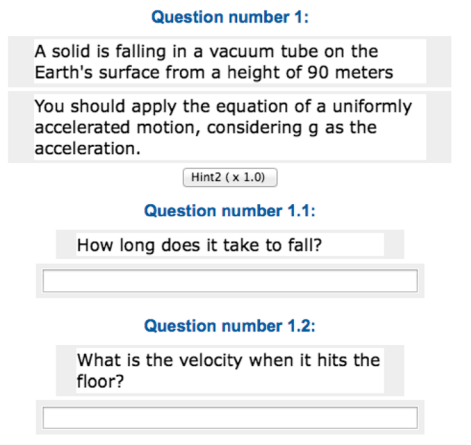 Question number 1:
A solid is falling in a vacuum tube on the
Earth's surface from a height of 90 meters
You should apply the equation of a uniformly
accelerated motion, considering g as the
acceleration.
Hint2 ( x 1.0)
Question number 1.1:
How long does it take to fall?
Question number 1.2:
What is the velocity when it hits the
floor?